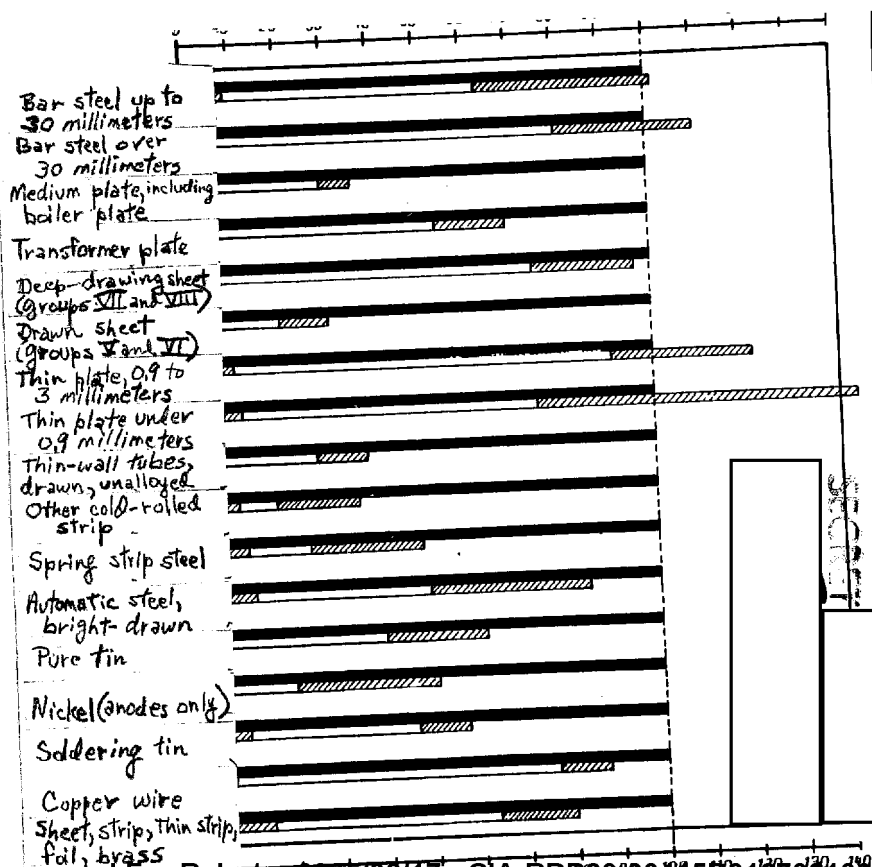 Bar steel up to
30 millimeters
Bar steel over
30 millimeters
Medium plate, including
boiler plate
Transformer plate
Deep-drawing sheet
(groups VII and VIII)
Drawn sheet
(groups V and VI)
Thin plate, 0.9 to
3 millimeters
Thin plate under
0.9 millimeters
Thin-wall tubes,
drawn, unalloyed
Other cold-rolled
strip
Spring strip steel
Automatic steel,
bright-drawn
Pure tin
Nickel (anodes only)
Soldering tin
Copper wire
Sheet, strip, Thin strip,
foil, brass